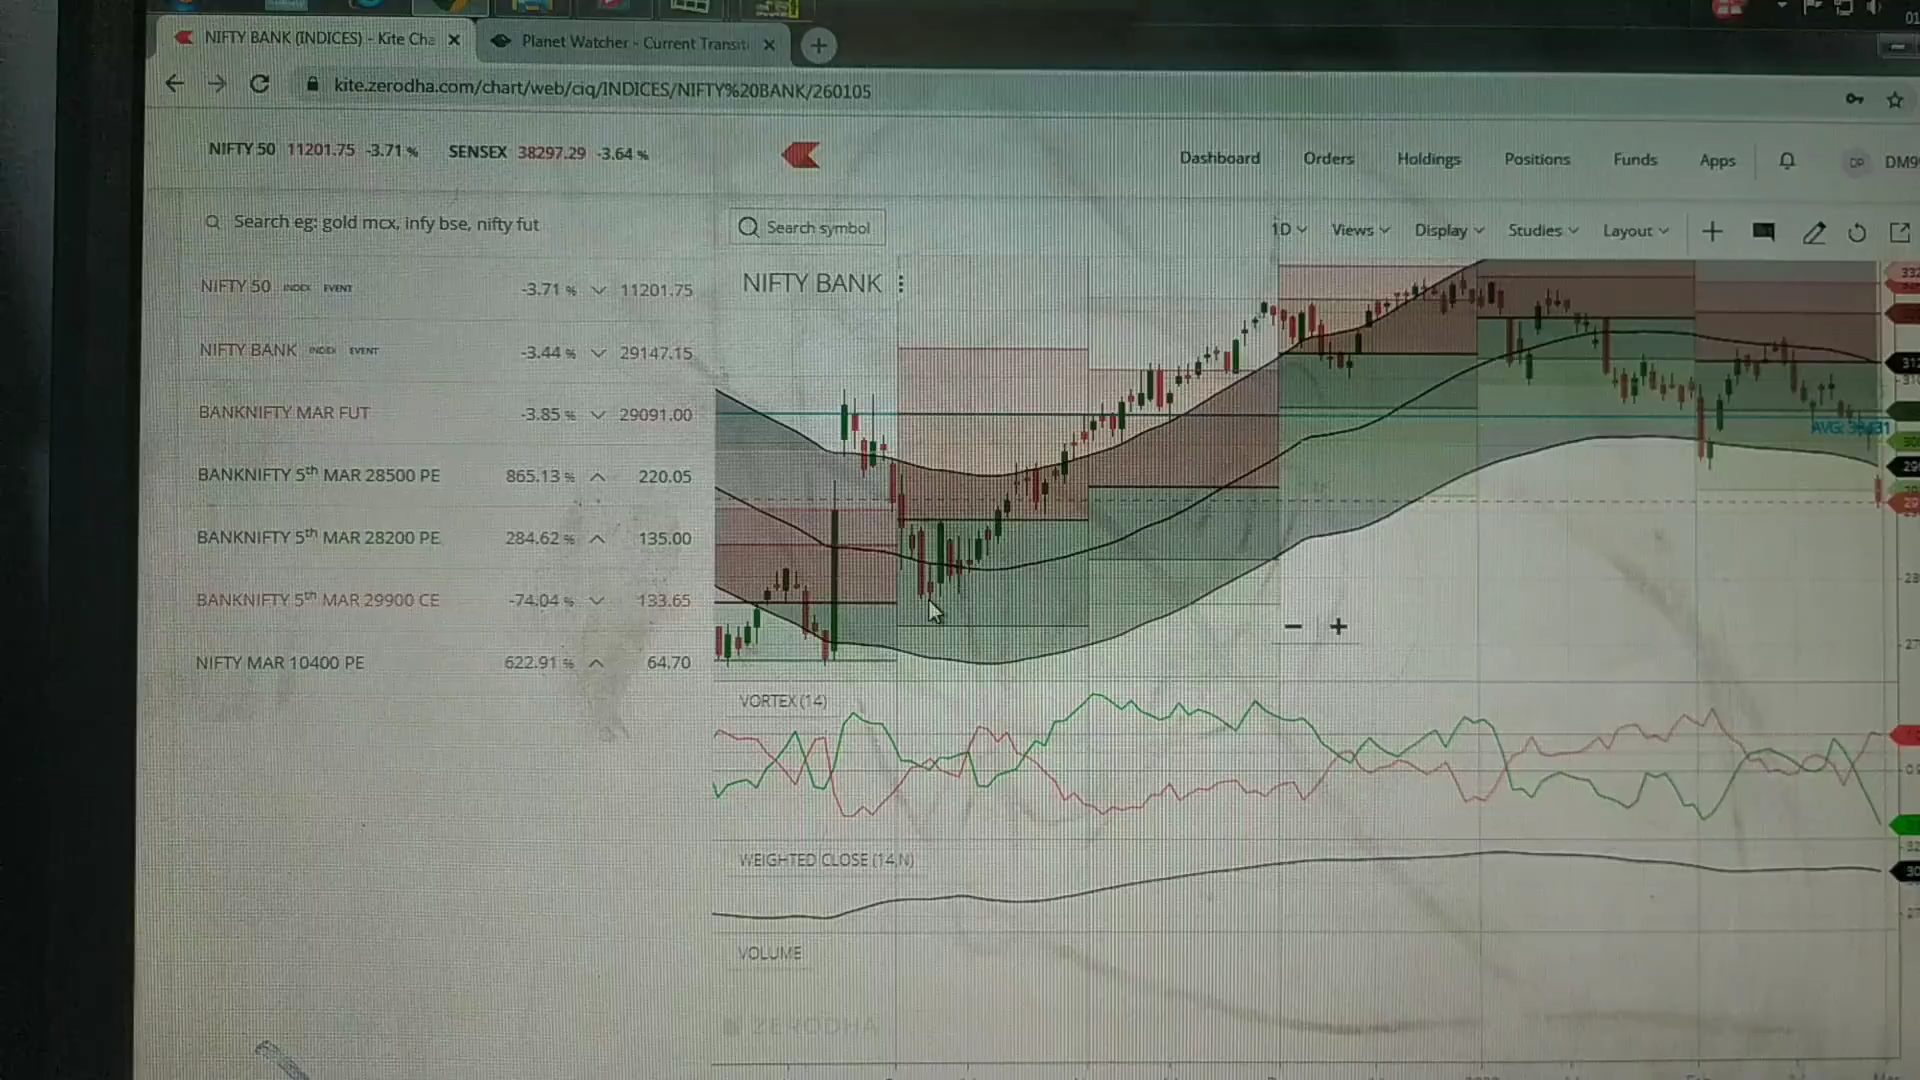 NIFTY BANK (INDICES) - Kite Cha
Planet Watcher - Current Transiti
kite.zerodha.com/chart/web/ciq/INDICES/NIFTY%20BANK/260105
NIFTY 50 11201.75 -3.71 % SENSEX 38297.29 -3.64 %
Dashboard Orders Holdings Positions Funds Apps DP DM9
Search eg: gold mcx, infy bse, nifty fut
Search symbol
1D Views Display Studies Layout
NIFTY 50 INDEX EVENT -3.71 % 11201.75
NIFTY BANK INDEX EVENT -3.44 % 29147.15
BANKNIFTY MAR FUT -3.85 % 29091.00
BANKNIFTY 5th MAR 28500 PE 865.13 % 220.05
BANKNIFTY 5th MAR 28200 PE 284.62 % 135.00
BANKNIFTY 5th MAR 29900 CE -74.04 % 133.65
NIFTY MAR 10400 PE 622.91 % 64.70
NIFTY BANK
VORTEX (14)
WEIGHTED CLOSE (14,N)
VOLUME
ZERODHA